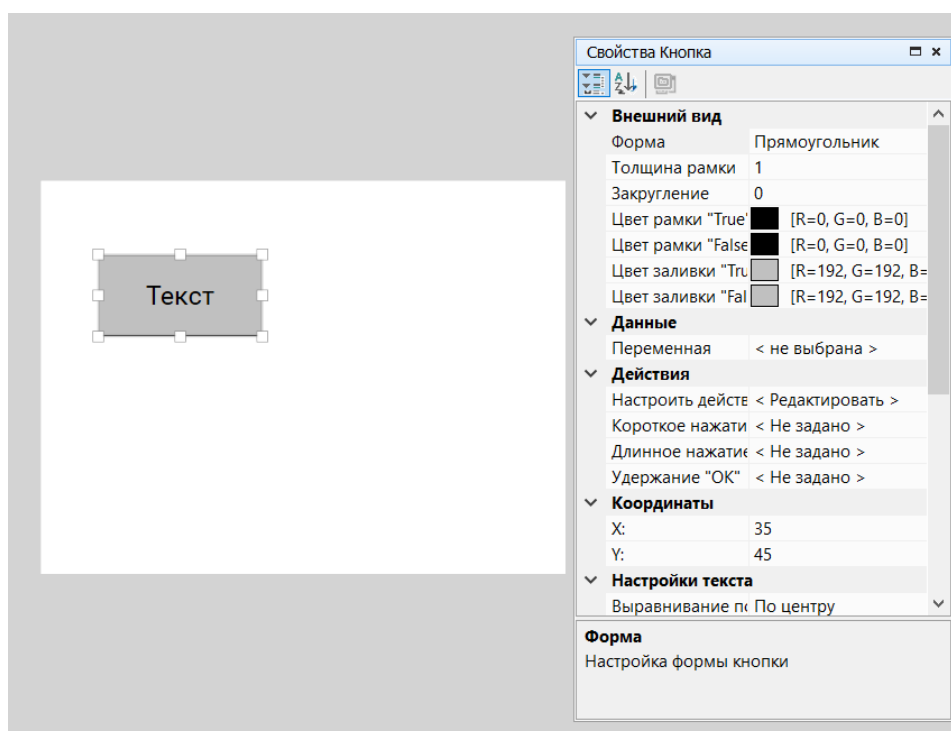 Свойства Кнопка
Внешний вид
Форма Прямоугольник
Толщина рамки 1
Закругление 0
Цвет рамки "True" [R=0, G=0, B=0]
Цвет рамки "False [R=0, G=0, B=0]
Цвет заливки "Tru [R=192, G=192, B=
Цвет заливки "Fal [R=192, G=192, B=
Данные
Переменная < не выбрана >
Действия
Настроить действ < Редактировать >
Короткое нажати < Не задано >
Длинное нажатие < Не задано >
Удержание "ОК" < Не задано >
Координаты
X: 35
Y: 45
Настройки текста
Выравнивание по По центру
Форма
Настройка формы кнопки
Текст